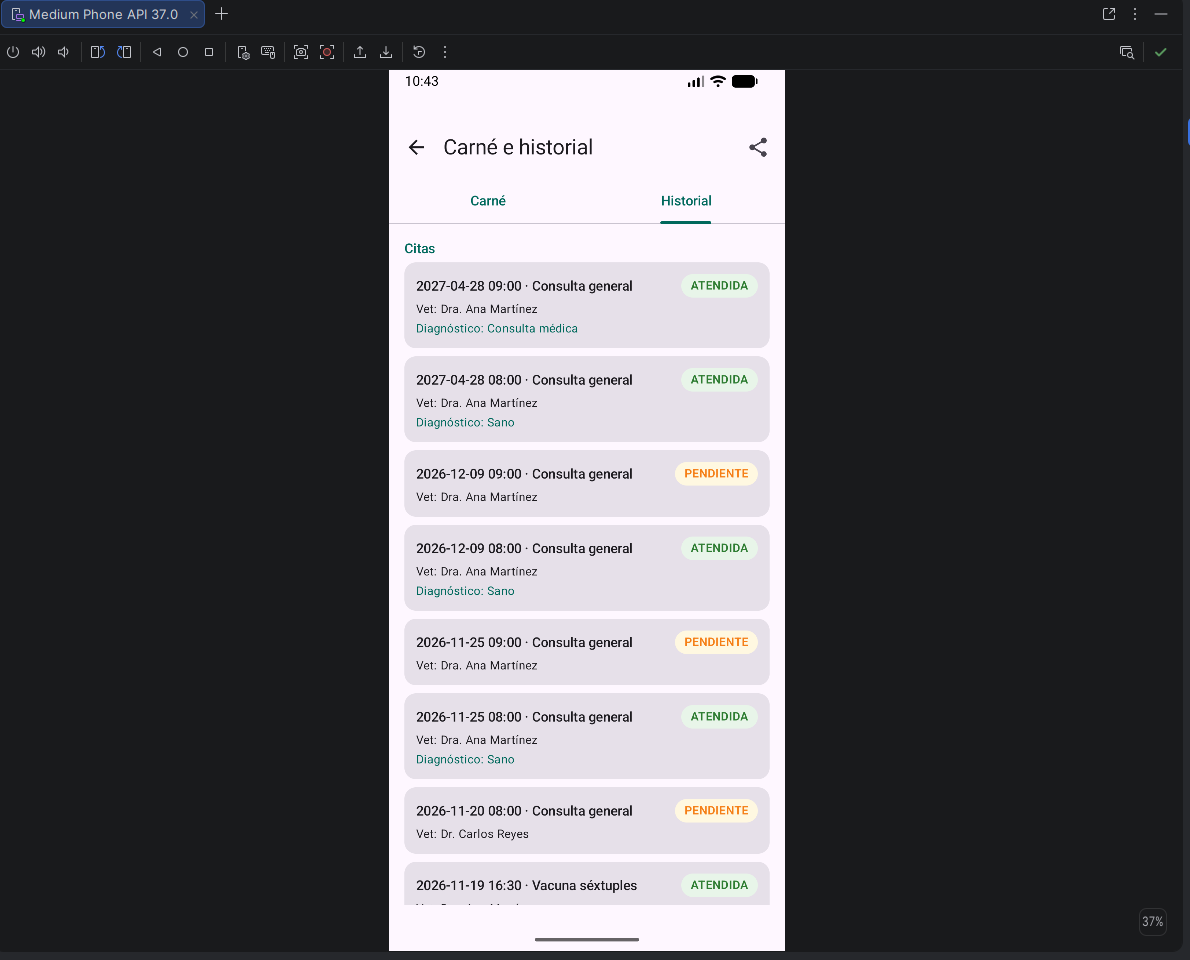 Medium Phone API 37.0
10:43
Carné e historial
Carné
Historial
Citas
2027-04-28 09:00 · Consulta general
ATENDIDA
Vet: Dra. Ana Martínez
Diagnóstico: Consulta médica
2027-04-28 08:00 · Consulta general
ATENDIDA
Vet: Dra. Ana Martínez
Diagnóstico: Sano
2026-12-09 09:00 · Consulta general
PENDIENTE
Vet: Dra. Ana Martínez
2026-12-09 08:00 · Consulta general
ATENDIDA
Vet: Dra. Ana Martínez
Diagnóstico: Sano
2026-11-25 09:00 · Consulta general
PENDIENTE
Vet: Dra. Ana Martínez
2026-11-25 08:00 · Consulta general
ATENDIDA
Vet: Dra. Ana Martínez
Diagnóstico: Sano
2026-11-20 08:00 · Consulta general
PENDIENTE
Vet: Dr. Carlos Reyes
2026-11-19 16:30 · Vacuna séxtuples
ATENDIDA
37%